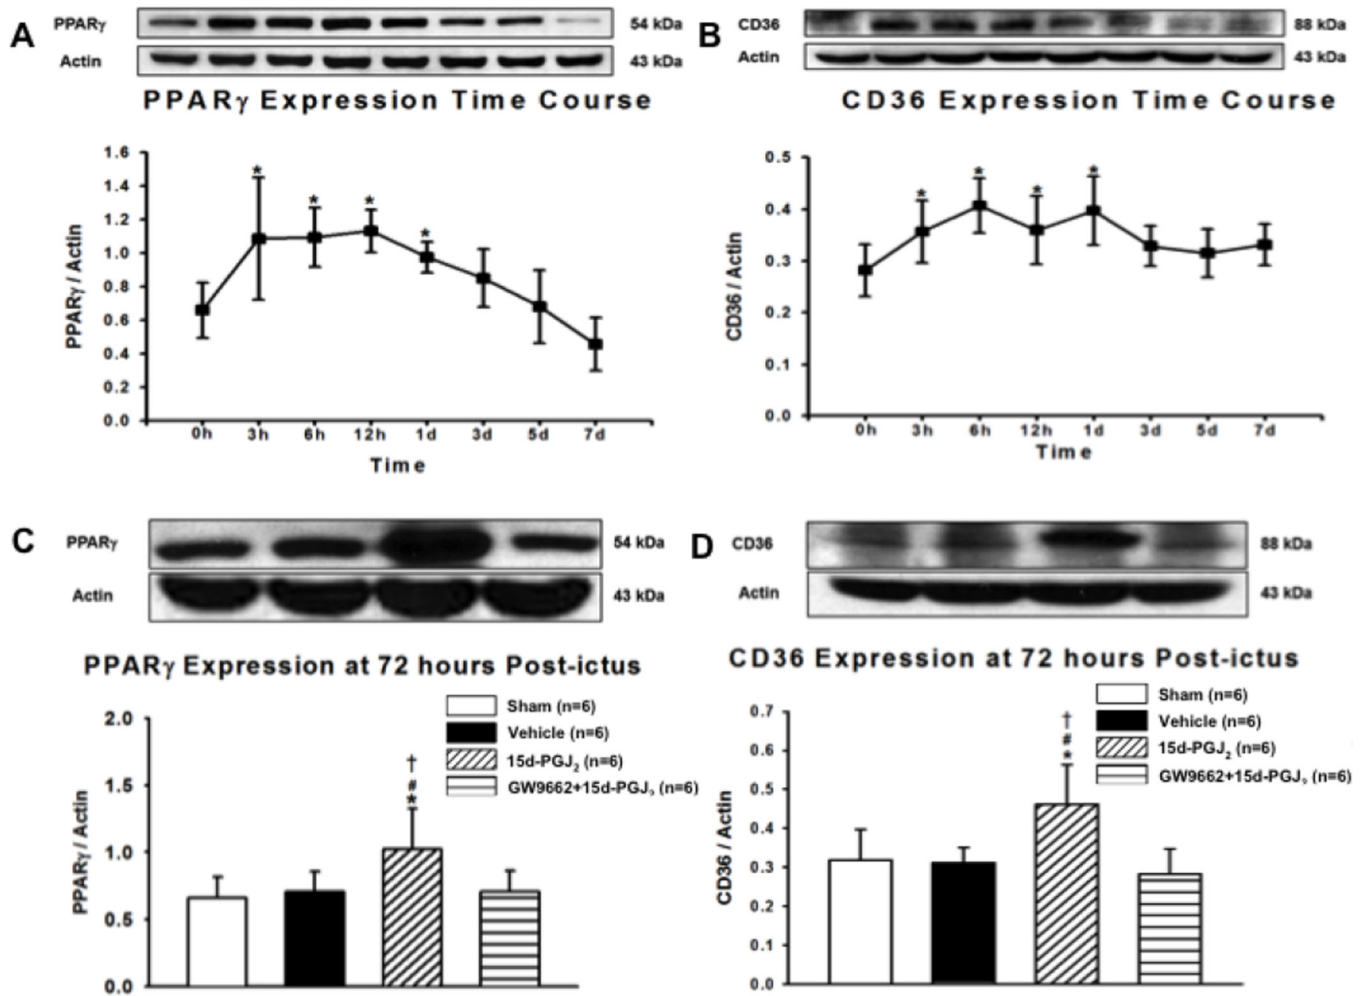 A
PPARγ 54 kDa
Actin 43 kDa
PPARγ Expression Time Course
1.6
1.4
1.2
1.0
0.8
0.6
0.4
0.2
0.0
PPARγ / Actin
* * * *
0h 3h 6h 12h 1d 3d 5d 7d
Time
B
CD36 88 kDa
Actin 43 kDa
CD36 Expression Time Course
0.5
0.4
0.3
0.2
0.1
0.0
CD36 / Actin
* * * *
0h 3h 6h 12h 1d 3d 5d 7d
Time
C
PPARγ 54 kDa
Actin 43 kDa
PPARγ Expression at 72 hours Post-ictus
Sham (n=6)
Vehicle (n=6)
15d-PGJ₂ (n=6)
GW9662+15d-PGJ₂ (n=6)
2.0
1.5
1.0
0.5
0.0
PPARγ / Actin
†
#
*
D
CD36 88 kDa
Actin 43 kDa
CD36 Expression at 72 hours Post-ictus
Sham (n=6)
Vehicle (n=6)
15d-PGJ₂ (n=6)
GW9662+15d-PGJ₂ (n=6)
0.7
0.6
0.5
0.4
0.3
0.2
0.1
0.0
CD36 / Actin
†
#
*